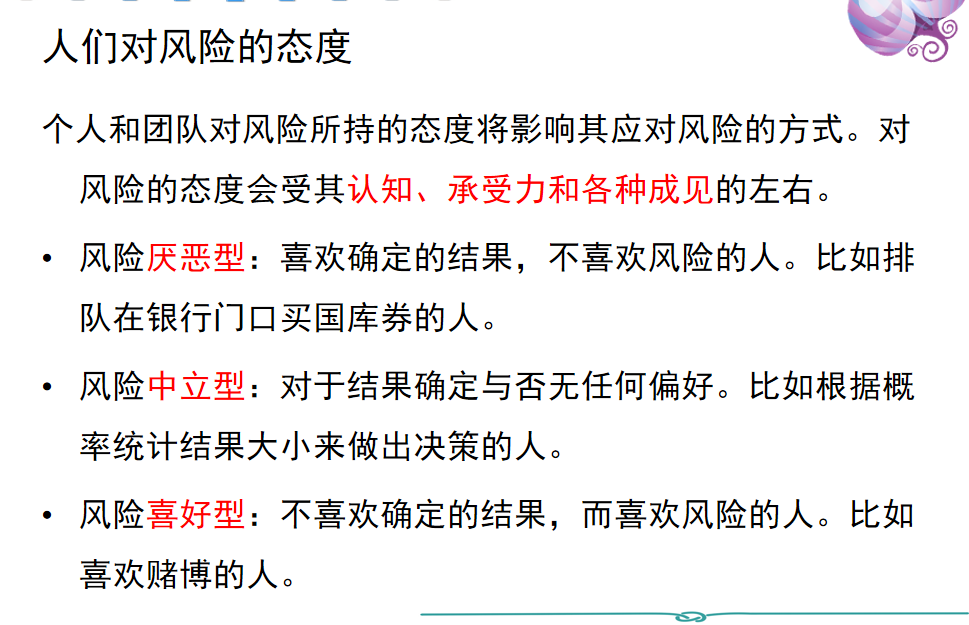 人们对风险的态度
个人和团队对风险所持的态度将影响其应对风险的方式。对
风险的态度会受其认知、承受力和各种成见的左右。
• 风险厌恶型：喜欢确定的结果，不喜欢风险的人。比如排
队在银行门口买国库券的人。
• 风险中立型：对于结果确定与否无任何偏好。比如根据概
率统计结果大小来做出决策的人。
• 风险喜好型：不喜欢确定的结果，而喜欢风险的人。比如
喜欢赌博的人。